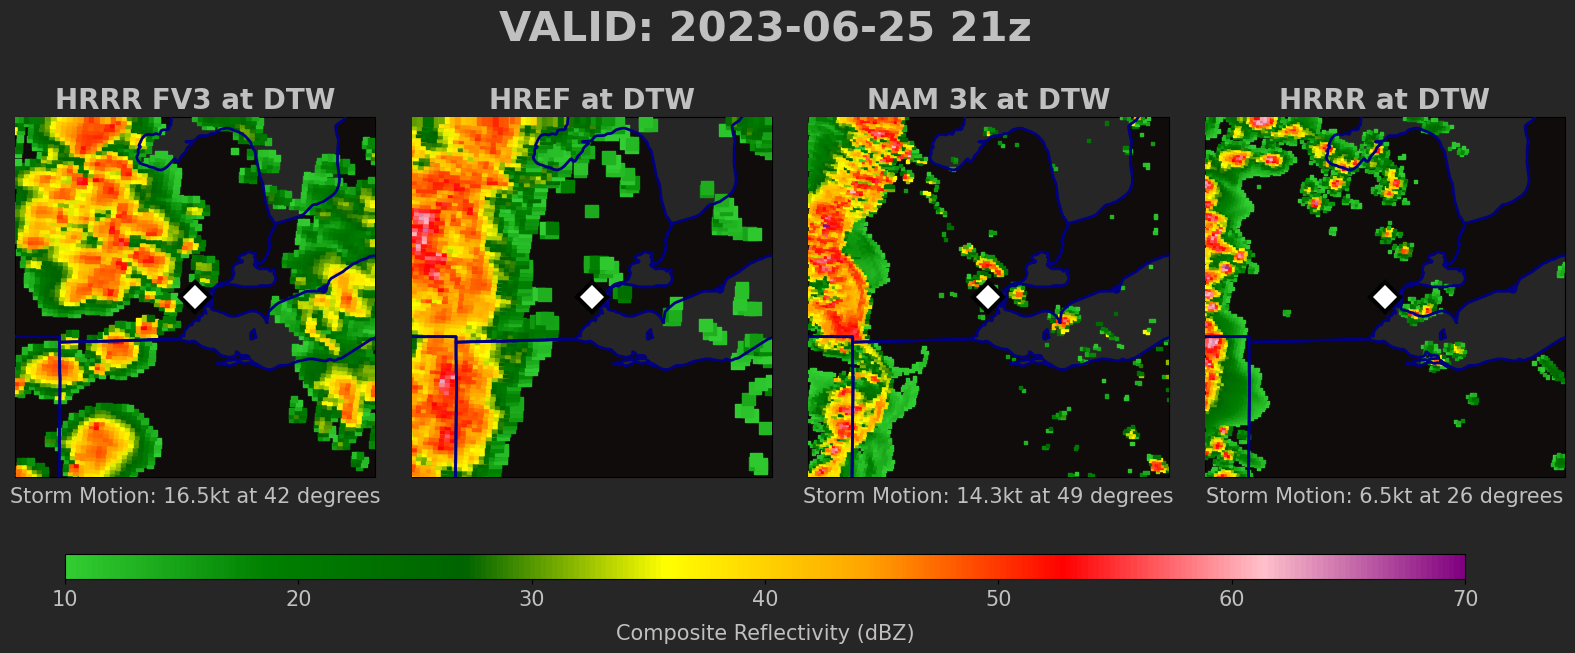 VALID: 2023-06-25 21z
HRRR FV3 at DTW
HREF at DTW
NAM 3k at DTW
HRRR at DTW
Storm Motion: 16.5kt at 42 degrees
Storm Motion: 14.3kt at 49 degrees
Storm Motion: 6.5kt at 26 degrees
10 20 30 40 50 60 70
Composite Reflectivity (dBZ)